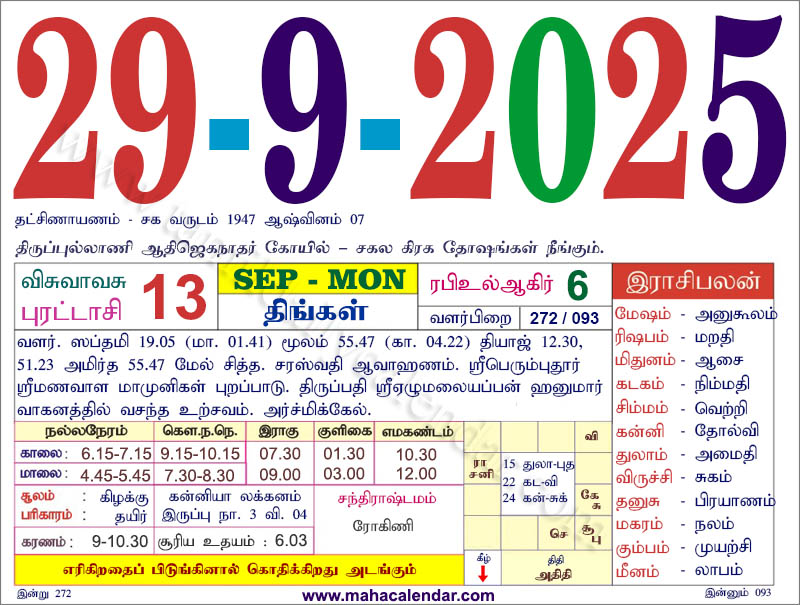 29-9-2025
தட்சிணாயணம் - சக வருடம் 1947 ஆஷ்வினம் 07
திருப்புல்லாணி ஆதிஜெகநாதர் கோயில் – சகல கிரக தோஷங்கள் நீங்கும்.
விசுவாவசு
புரட்டாசி 13
SEP - MON
திங்கள்
ரபிஉல்ஆகிர் 6
வளர்பிறை 272 / 093
வளர். ஸப்தமி 19.05 (மா. 01.41) மூலம் 55.47 (கா. 04.22) தியாஜ் 12.30,
51.23 அமிர்த 55.47 மேல் சித்த. சரஸ்வதி ஆவாஹணம். ஸ்ரீபெரும்புதூர்
ஸ்ரீமணவாள மாமுனிகள் புறப்பாடு. திருப்பதி ஸ்ரீஏழுமலையப்பன் ஹனுமார்
வாகனத்தில் வசந்த உற்சவம். அர்ச்மிக்கேல்.
நல்லநேரம் கௌ.ந.நெ. இராகு குளிகை எமகண்டம்
காலை: 6.15-7.15 9.15-10.15 07.30 01.30 10.30
மாலை: 4.45-5.45 7.30-8.30 09.00 03.00 12.00
சூலம் : கிழக்கு
பரிகாரம் : தயிர்
கன்னியா லக்கனம்
இருப்பு நா. 3 வி. 04
சந்திராஷ்டமம்
ரோகிணி
கரணம் : 9-10.30 சூரிய உதயம் : 6.03
எரிகிறதைப் பிடுங்கினால் கொதிக்கிறது அடங்கும்
வி
ரா
சனி
15 துலா-புத
22 கட-வி
24 கன்-சுக்
கே
சு
செ
சூ
பு
கீழ்
திதி
அதிதி
இராசிபலன்
மேஷம் - அனுகூலம்
ரிஷபம் - மறதி
மிதுனம் - ஆசை
கடகம் - நிம்மதி
சிம்மம் - வெற்றி
கன்னி - தோல்வி
துலாம் - அமைதி
விருச்சி - சுகம்
தனுசு - பிரயாணம்
மகரம் - நலம்
கும்பம் - முயற்சி
மீனம் - லாபம்
இன்று 272
www.mahacalendar.com
இன்னும் 093